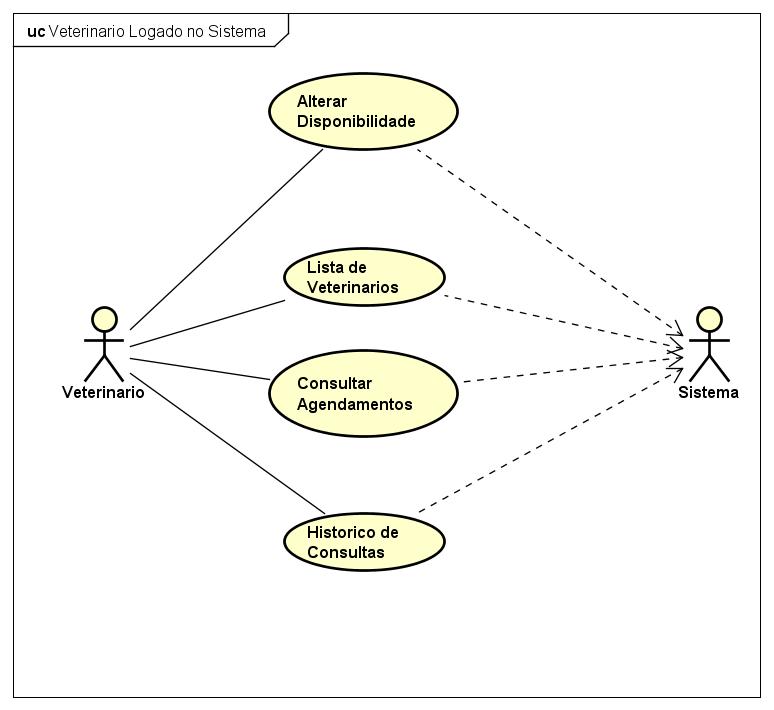 uc Veterinario Logado no Sistema
Alterar
Disponibilidade
Lista de
Veterinarios
Consultar
Agendamentos
Veterinario
Sistema
Historico de
Consultas